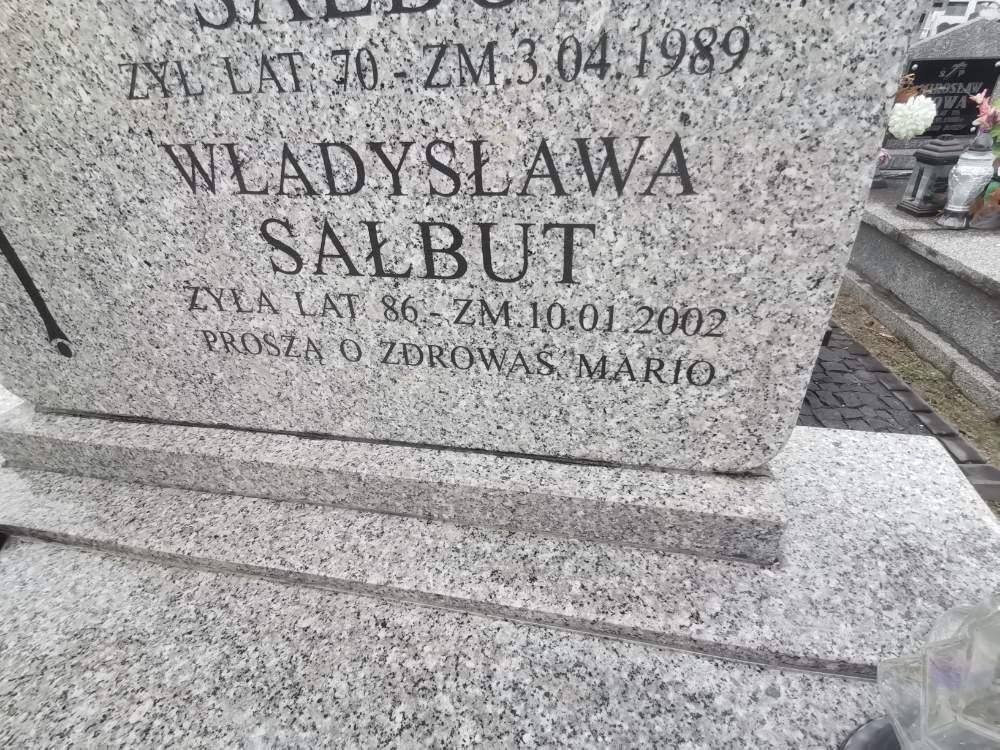 SAŁBUT
ŻYŁ LAT 70.- ZM.3.04.1989
WŁADYSŁAWA
SAŁBUT
ŻYŁA LAT 86.- ZM.10.01.2002
PROSZĄ O ZDROWAŚ MARIO